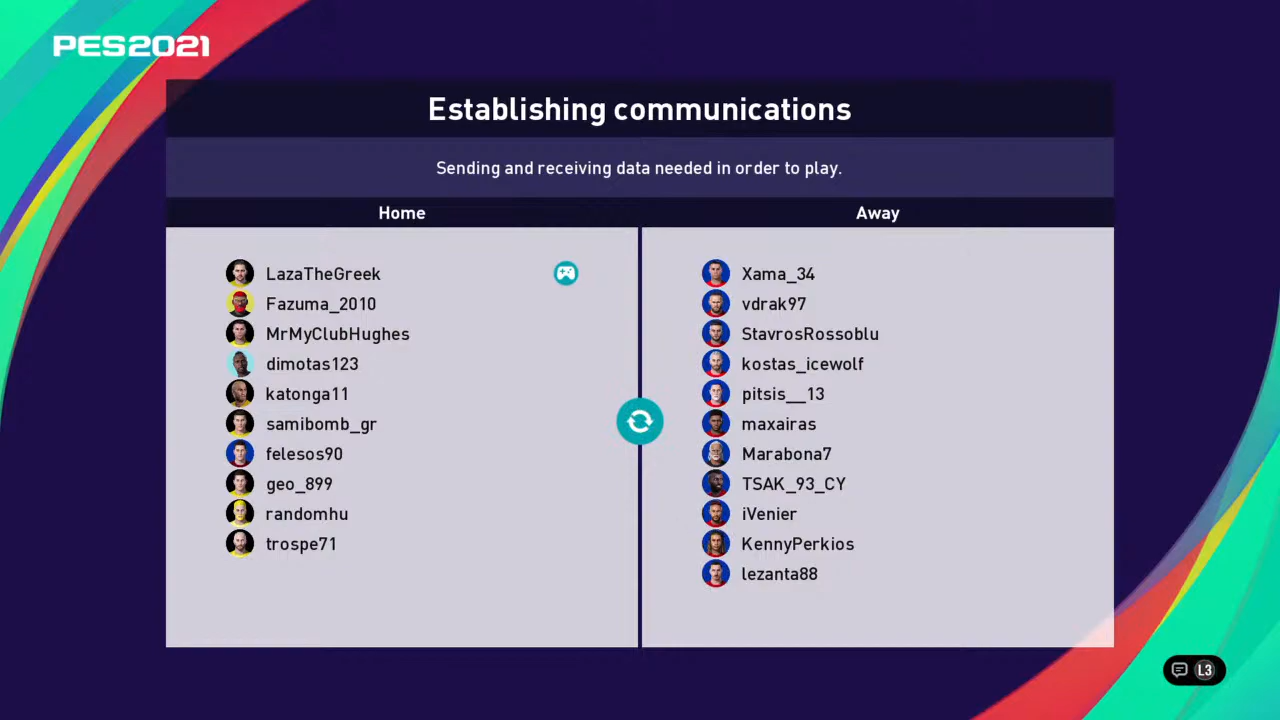 PES2021
Establishing communications
Sending and receiving data needed in order to play.
Home
Away
LazaTheGreek
Fazuma_2010
MrMyClubHughes
dimotas123
katonga11
samibomb_gr
felesos90
geo_899
randomhu
trospe71
Xama_34
vdrak97
StavrosRossoblu
kostas_icewolf
pitsis__13
maxairas
Marabona7
TSAK_93_CY
iVenier
KennyPerkios
lezanta88
L3